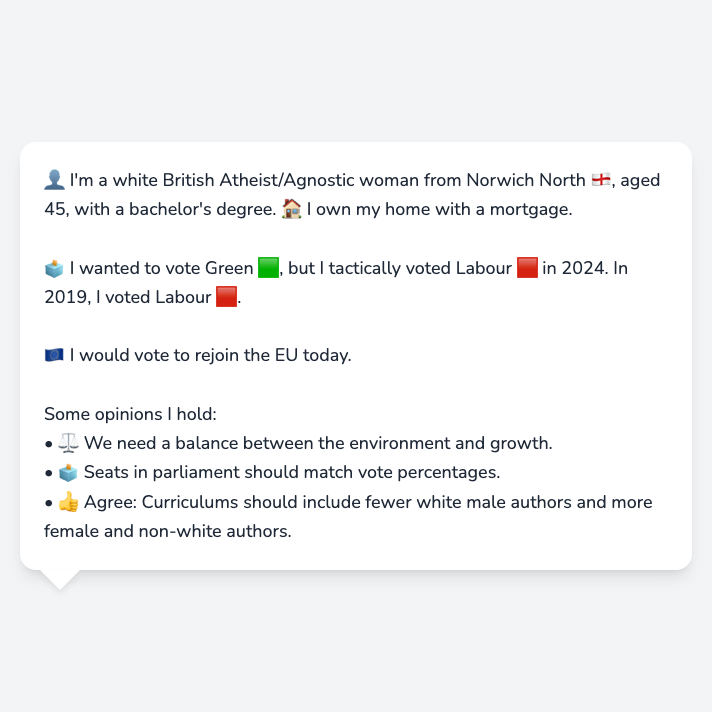 👤 I'm a white British Atheist/Agnostic woman from Norwich North 🏴󠁧󠁢󠁥󠁮󠁧󠁿, aged
45, with a bachelor's degree. 🏠 I own my home with a mortgage.
🗳️ I wanted to vote Green 🟩, but I tactically voted Labour 🟥 in 2024. In
2019, I voted Labour 🟥.
🇪🇺 I would vote to rejoin the EU today.
Some opinions I hold:
• ⚖️ We need a balance between the environment and growth.
• 🗳️ Seats in parliament should match vote percentages.
• 👍 Agree: Curriculums should include fewer white male authors and more
female and non-white authors.